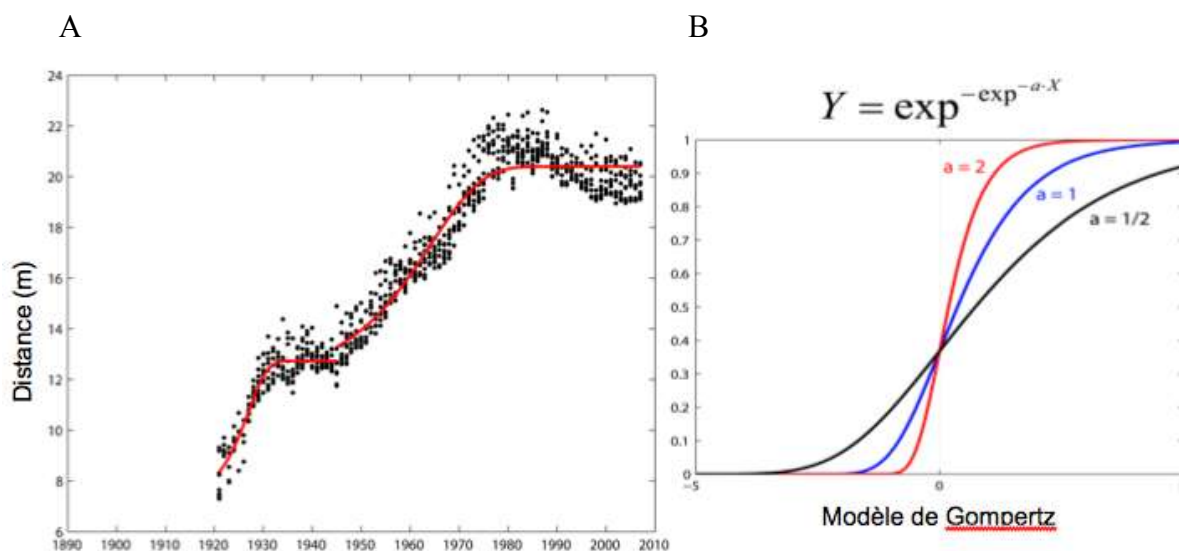 A
B
24
22
20
18
16
14
12
10
8
6
Distance (m)
1890 1900 1910 1920 1930 1940 1950 1960 1970 1980 1990 2000 2010
Y = exp^{-exp^{-a·X}}
1
0.9
0.8
0.7
0.6
0.5
0.4
0.3
0.2
0.1
0
a = 2
a = 1
a = 1/2
-5 0
Modèle de Gompertz